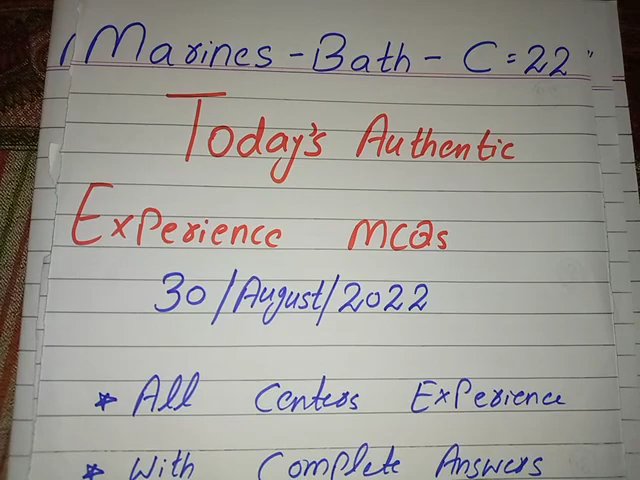 "Marines - Bath - C=22"
Today's Authentic
Experience MCQs
30/August/2022
* All Centers Experience
* With Complete Answers